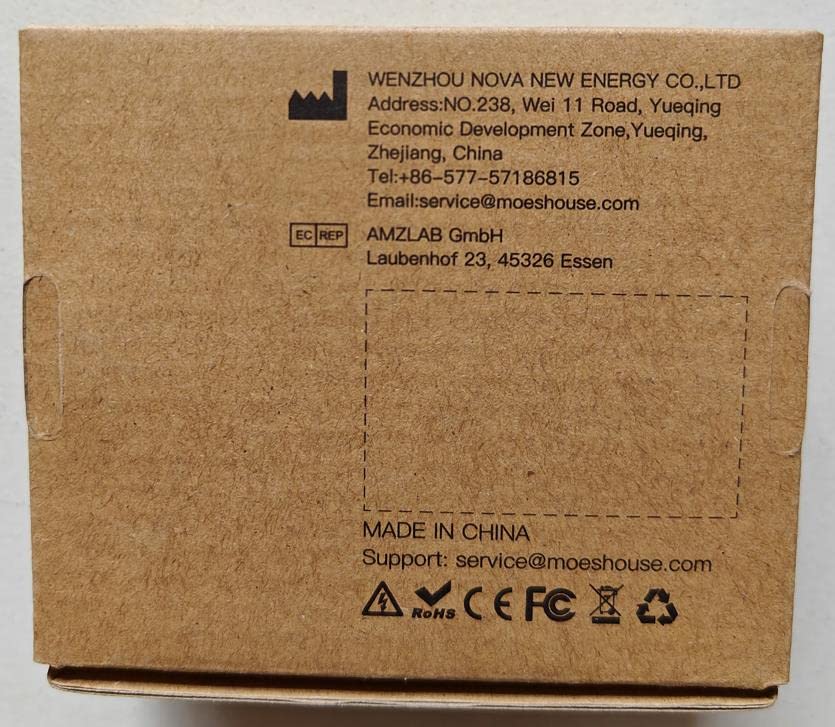 WENZHOU NOVA NEW ENERGY CO.,LTD
Address:NO.238, Wei 11 Road, Yueqing
Economic Development Zone,Yueqing,
Zhejiang, China
Tel:+86-577-57186815
Email:service@moeshouse.com
EC REP
AMZLAB GmbH
Laubenhof 23, 45326 Essen
MADE IN CHINA
Support: service@moeshouse.com
RoHS CE FC